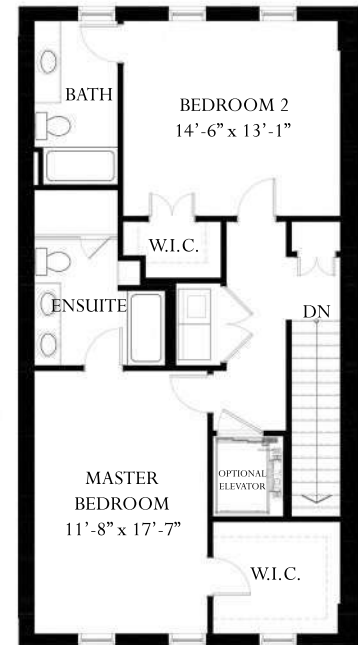 BATH
BEDROOM 2
14'-6" x 13'-1"
W.I.C.
ENSUITE
DN
MASTER
BEDROOM
11'-8" x 17'-7"
OPTIONAL
ELEVATOR
W.I.C.